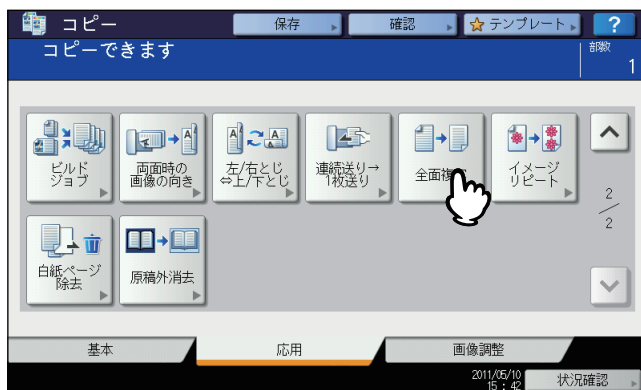 コピー
保存
確認
テンプレート
?
コピーできます
部数
1
ビルド
ジョブ
両面時の
画像の向き
左/右とじ
⇔上/下とじ
連続送り→
1枚送り
全面複
イメージ
リピート
2
2
白紙ページ
除去
原稿外消去
基本
応用
画像調整
2011/05/10
15:42
状況確認